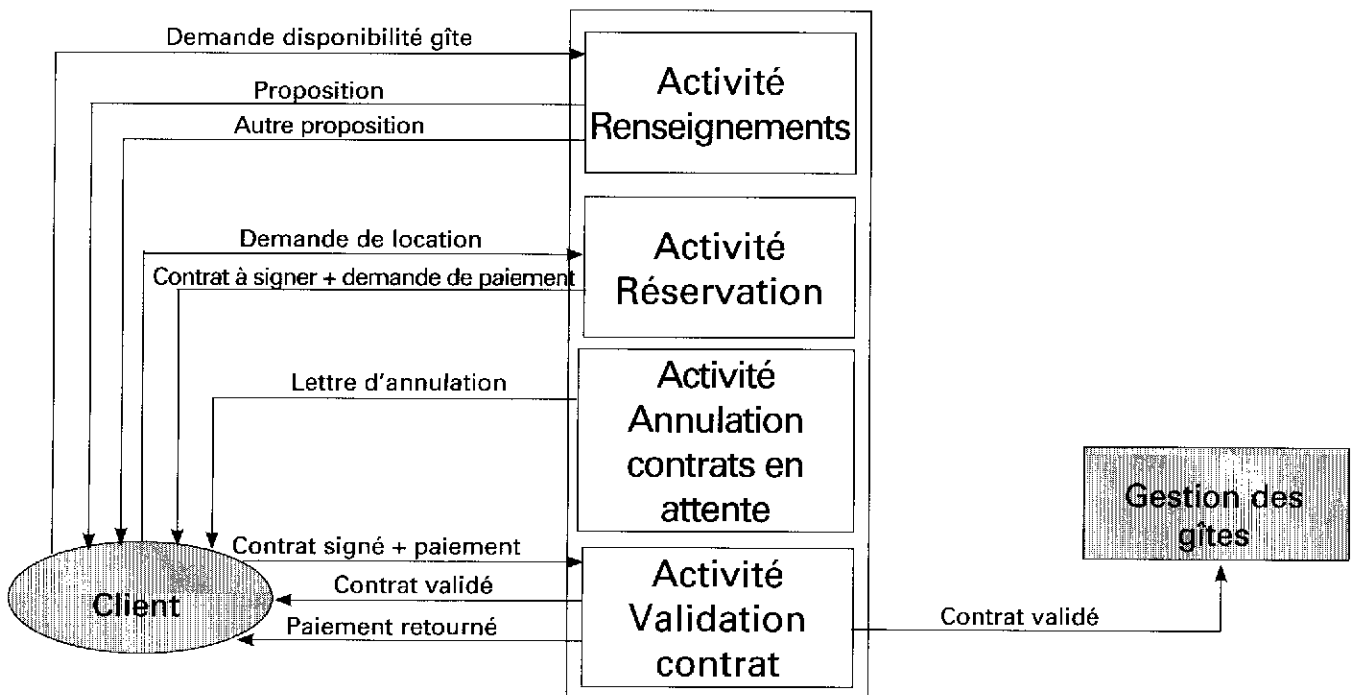 Demande disponibilité gîte
Proposition
Autre proposition
Activité
Renseignements
Demande de location
Contrat à signer + demande de paiement
Activité
Réservation
Lettre d'annulation
Activité
Annulation
contrats en
attente
Gestion des
gîtes
Client
Contrat signé + paiement
Contrat validé
Paiement retourné
Activité
Validation
contrat
Contrat validé